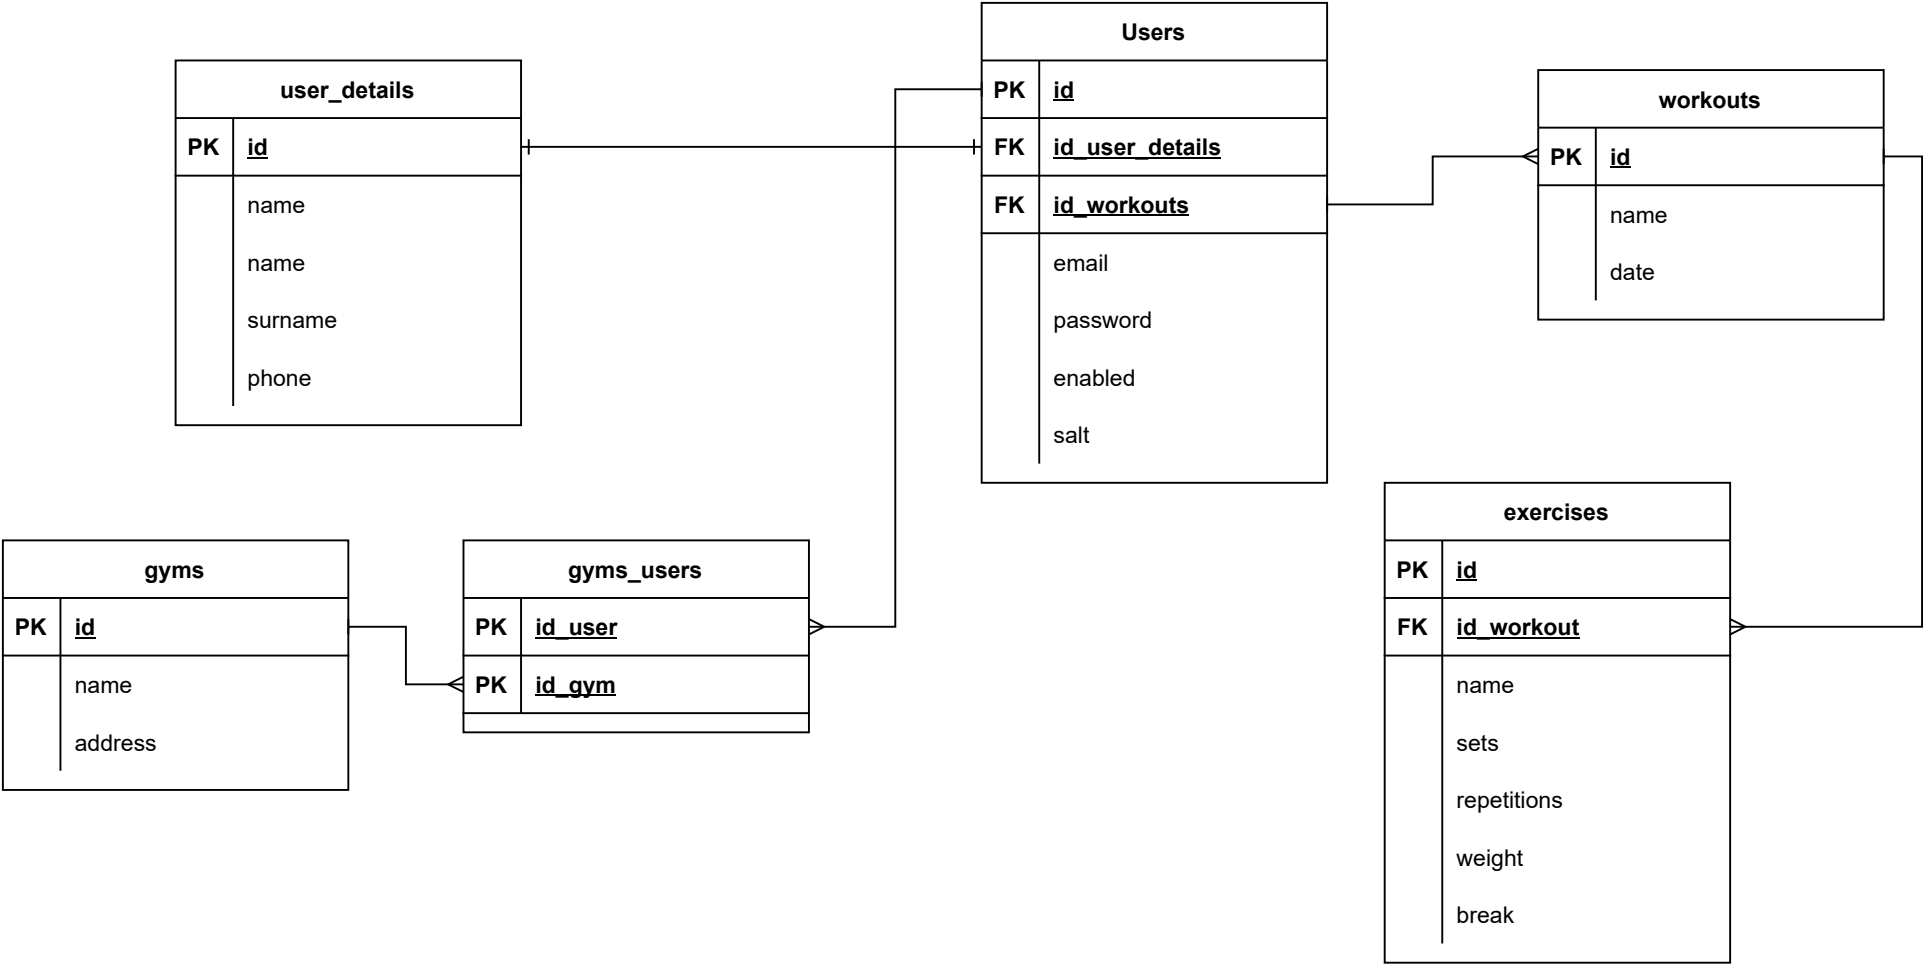 user_details
PK id
name
name
surname
phone
Users
PK id
FK id_user_details
FK id_workouts
email
password
enabled
salt
workouts
PK id
name
date
gyms
PK id
name
address
gyms_users
PK id_user
PK id_gym
exercises
PK id
FK id_workout
name
sets
repetitions
weight
break